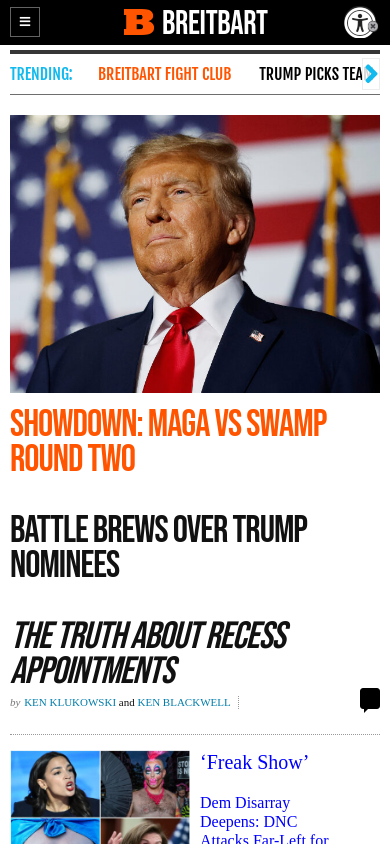 BREITBART
TRENDING:
BREITBART FIGHT CLUB
TRUMP PICKS TEA
SHOWDOWN: MAGA VS SWAMP
ROUND TWO
BATTLE BREWS OVER TRUMP
NOMINEES
THE TRUTH ABOUT RECESS
APPOINTMENTS
by KEN KLUKOWSKI and KEN BLACKWELL
‘Freak Show’
Dem Disarray
Deepens: DNC
Attacks Far-Left for